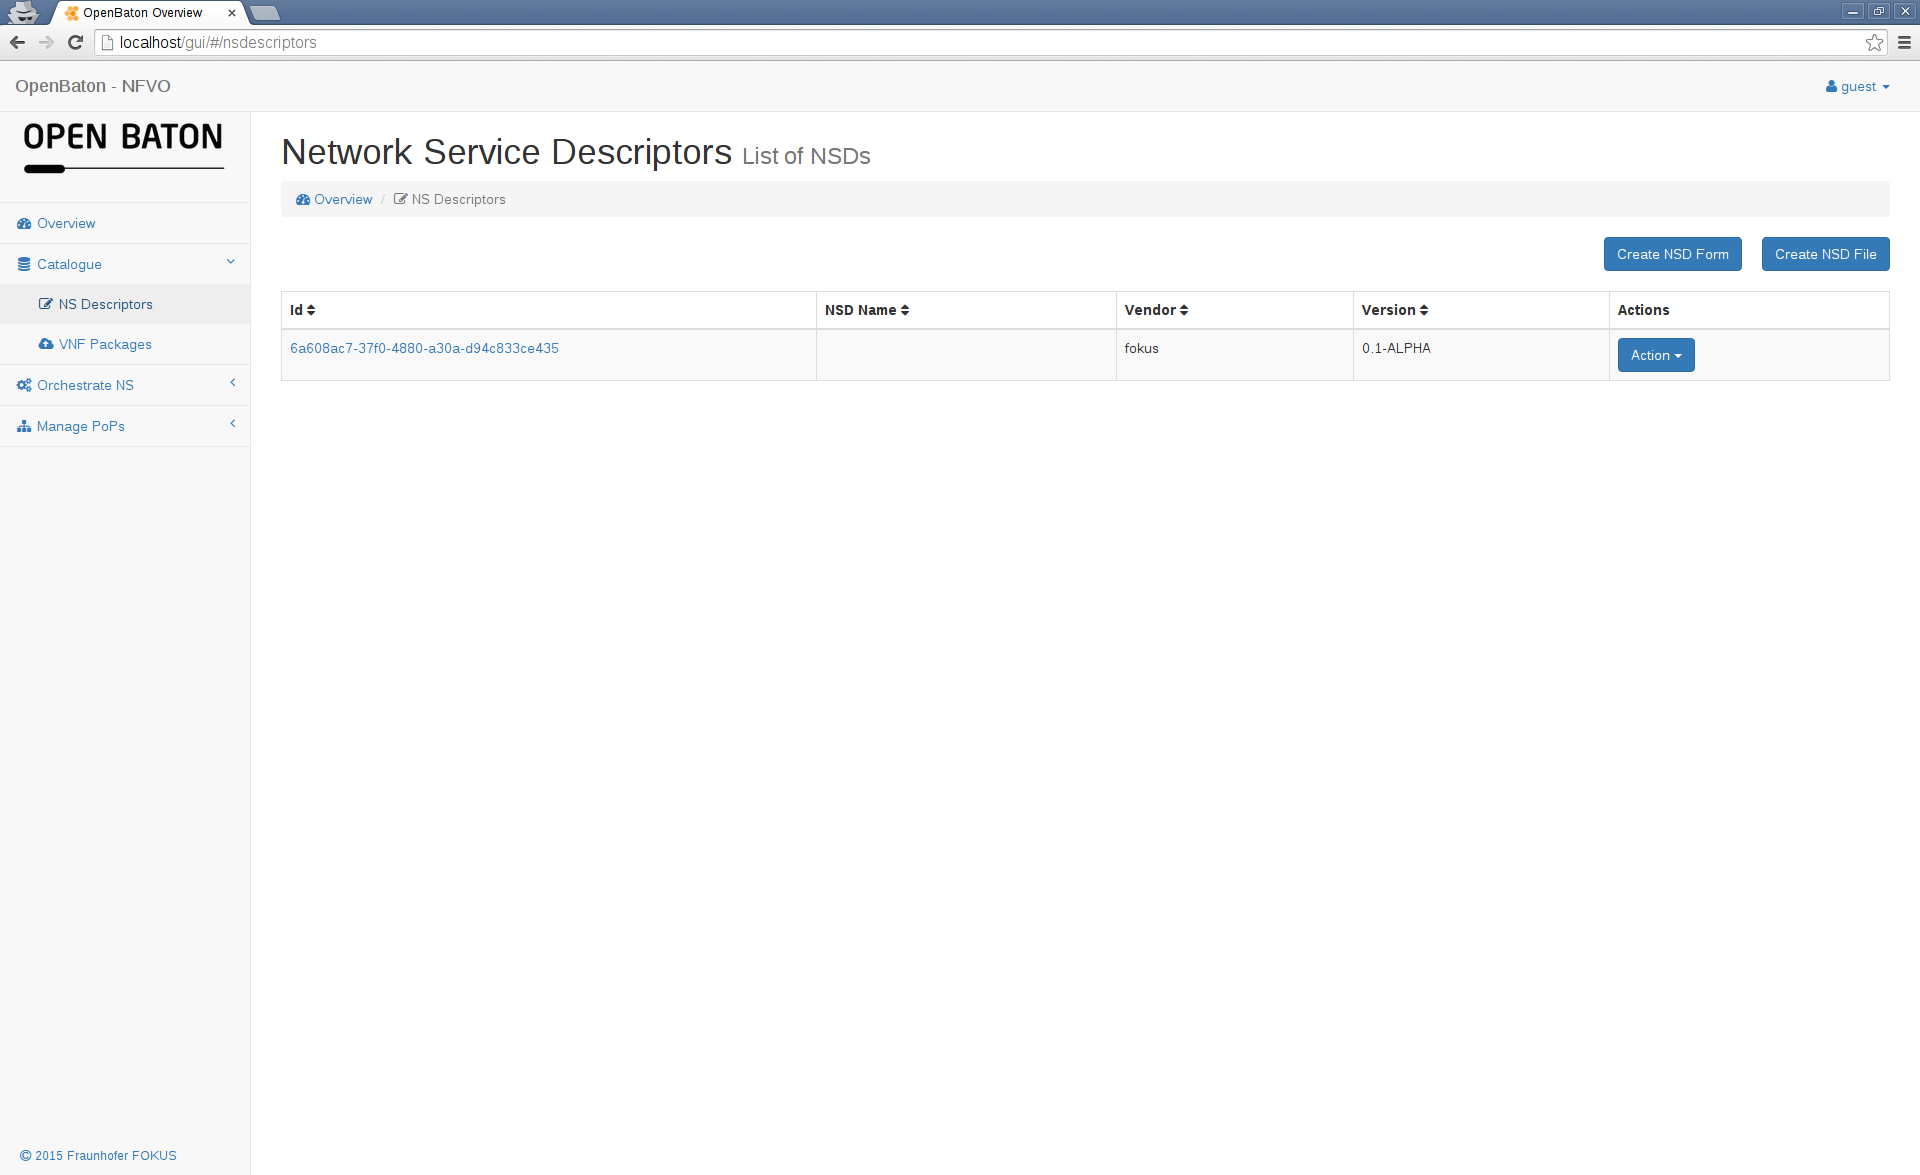 OpenBaton Overview
localhost/gui/#/nsdescriptors
OpenBaton - NFVO
guest
OPEN BATON
Overview
Catalogue
NS Descriptors
VNF Packages
Orchestrate NS
Manage PoPs
© 2015 Fraunhofer FOKUS
Network Service Descriptors List of NSDs
Overview / NS Descriptors
Create NSD Form Create NSD File
Id NSD Name Vendor Version Actions
6a608ac7-37f0-4880-a30a-d94c833ce435 fokus 0.1-ALPHA Action